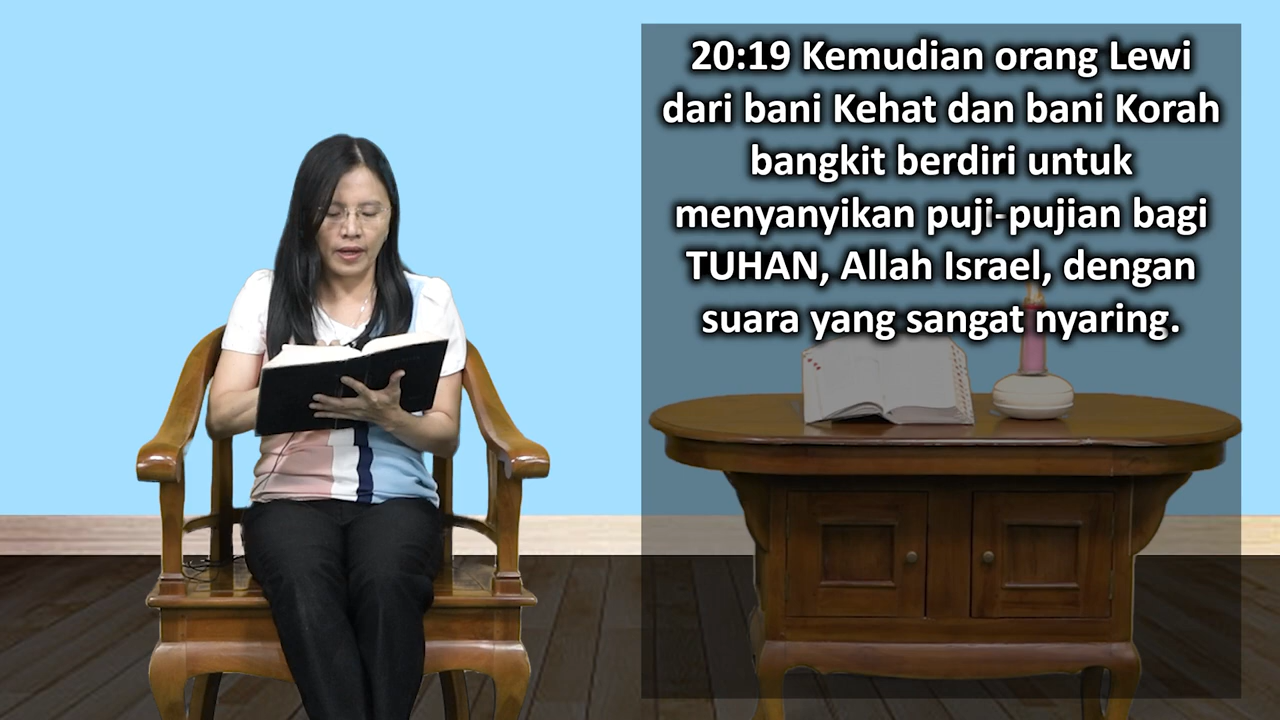 20:19 Kemudian orang Lewi
dari bani Kehat dan bani Korah
bangkit berdiri untuk
menyanyikan puji-pujian bagi
TUHAN, Allah Israel, dengan
suara yang sangat nyaring.